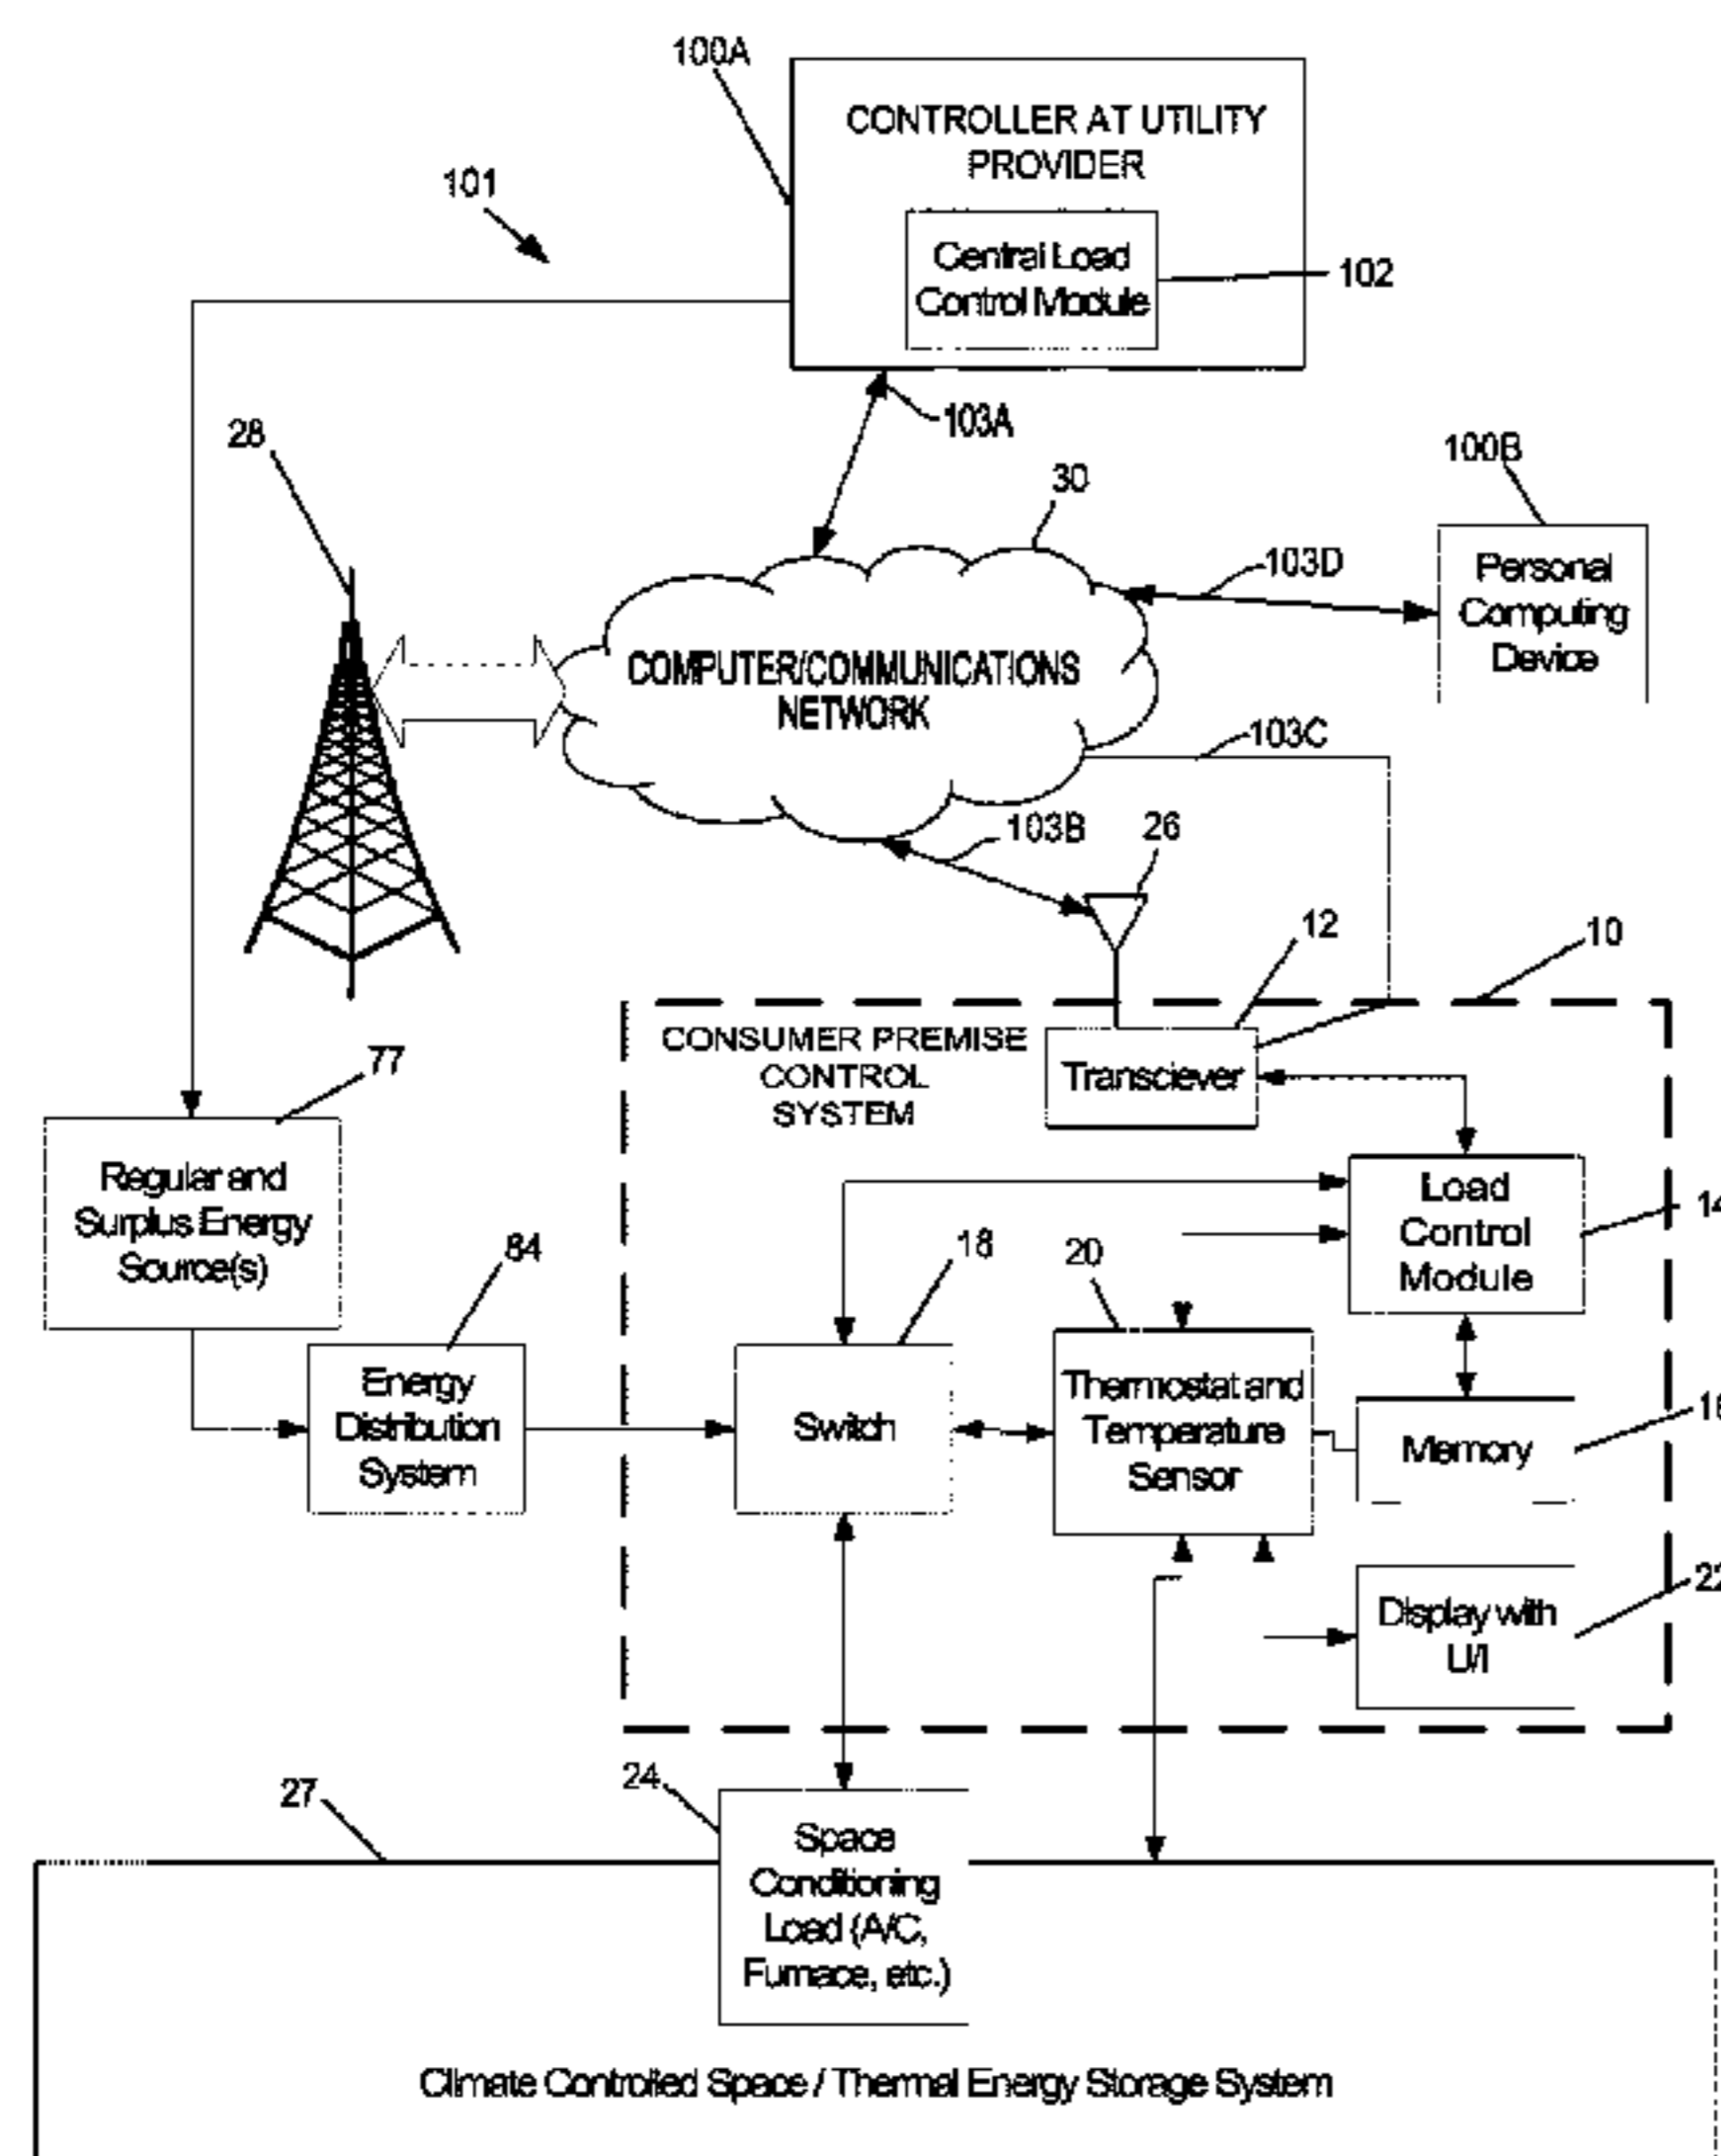 100A
CONTROLLER AT UTILITY
PROVIDER
101
Central Load
Control Module
102
103A
28
30
100B
103D
Personal
Computing
Device
COMPUTER/COMMUNICATIONS
NETWORK
103C
103B
26
12
10
CONSUMER PREMISE
CONTROL
SYSTEM
Transciever
77
Regular and
Surplus Energy
Source(s)
Load
Control
Module
14
84
18
20
Energy
Distribution
System
Switch
Thermostat and
Temperature
Sensor
Memory
Display with
U/I
22
24
27
Space
Conditioning
Load (A/C,
Furnace, etc.)
Climate Controlled Space / Thermal Energy Storage System